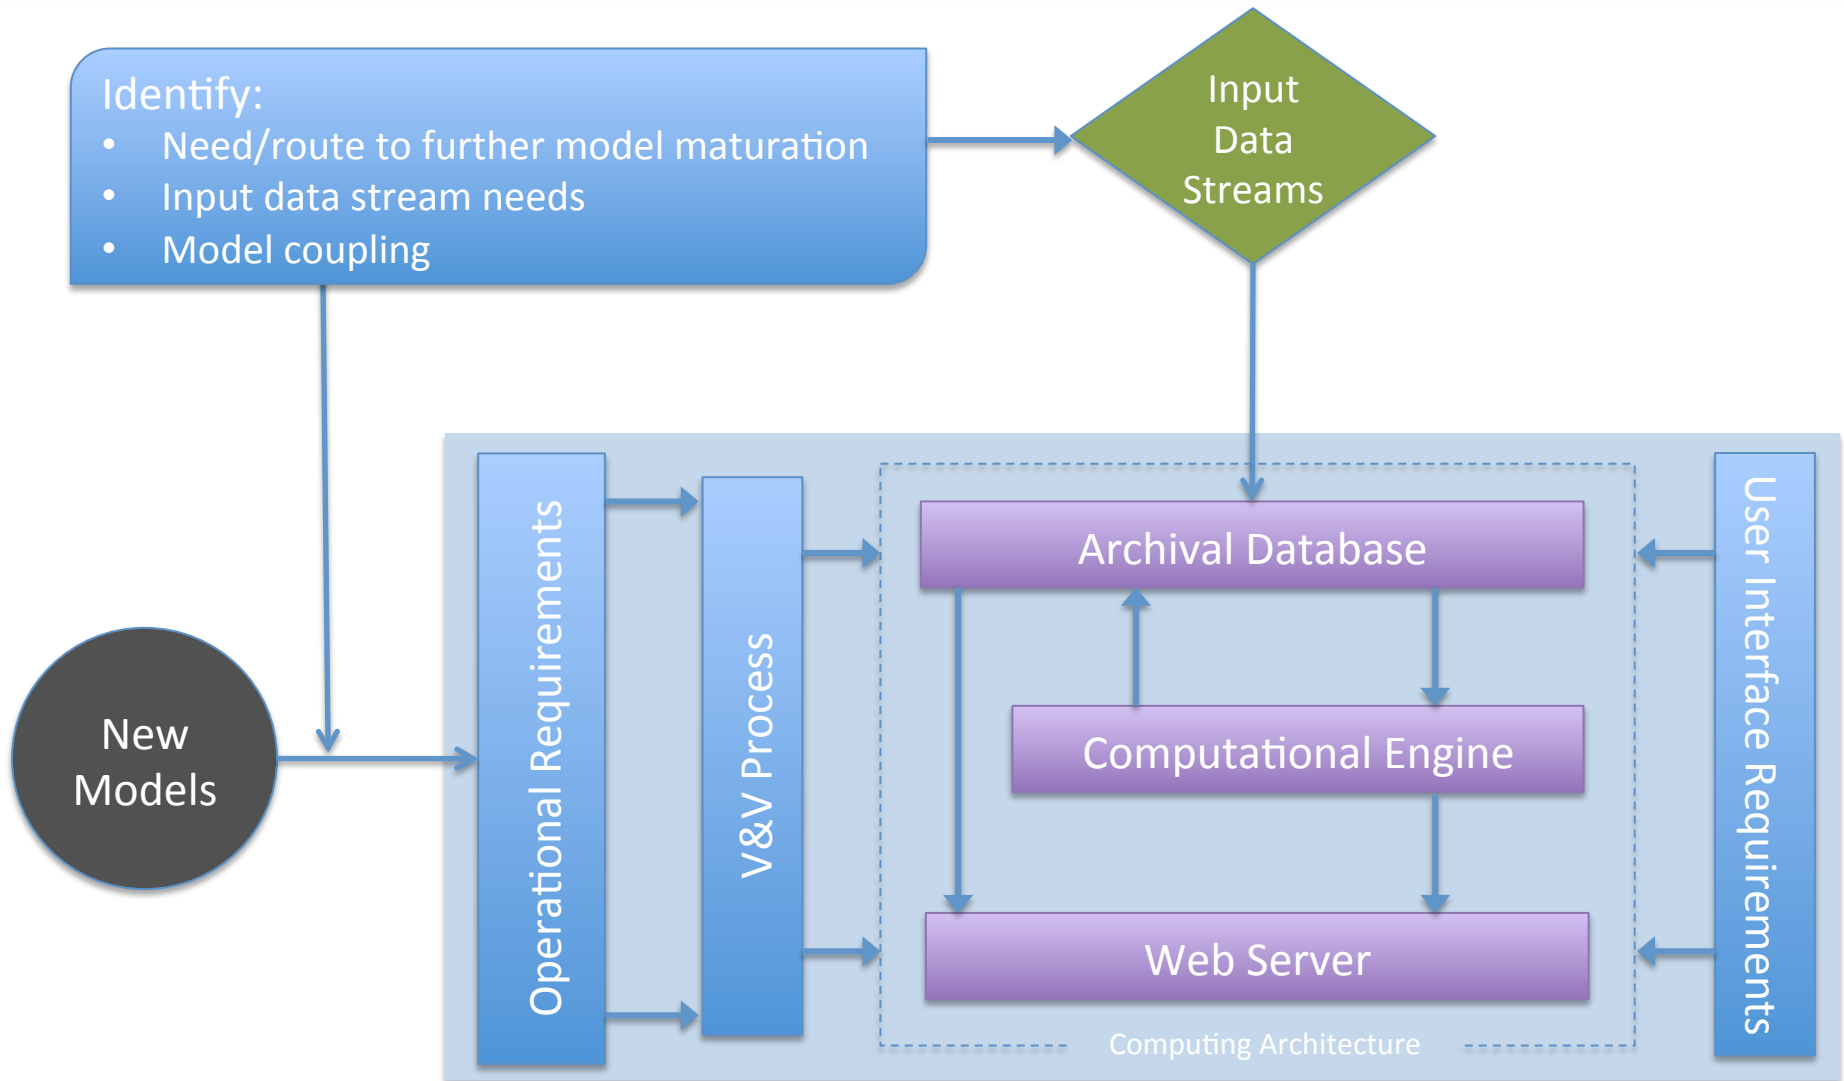 Identify:
• Need/route to further model maturation
• Input data stream needs
• Model coupling
Input
Data
Streams
New
Models
Operational Requirements
V&V Process
Archival Database
Computational Engine
Web Server
Computing Architecture
User Interface Requirements